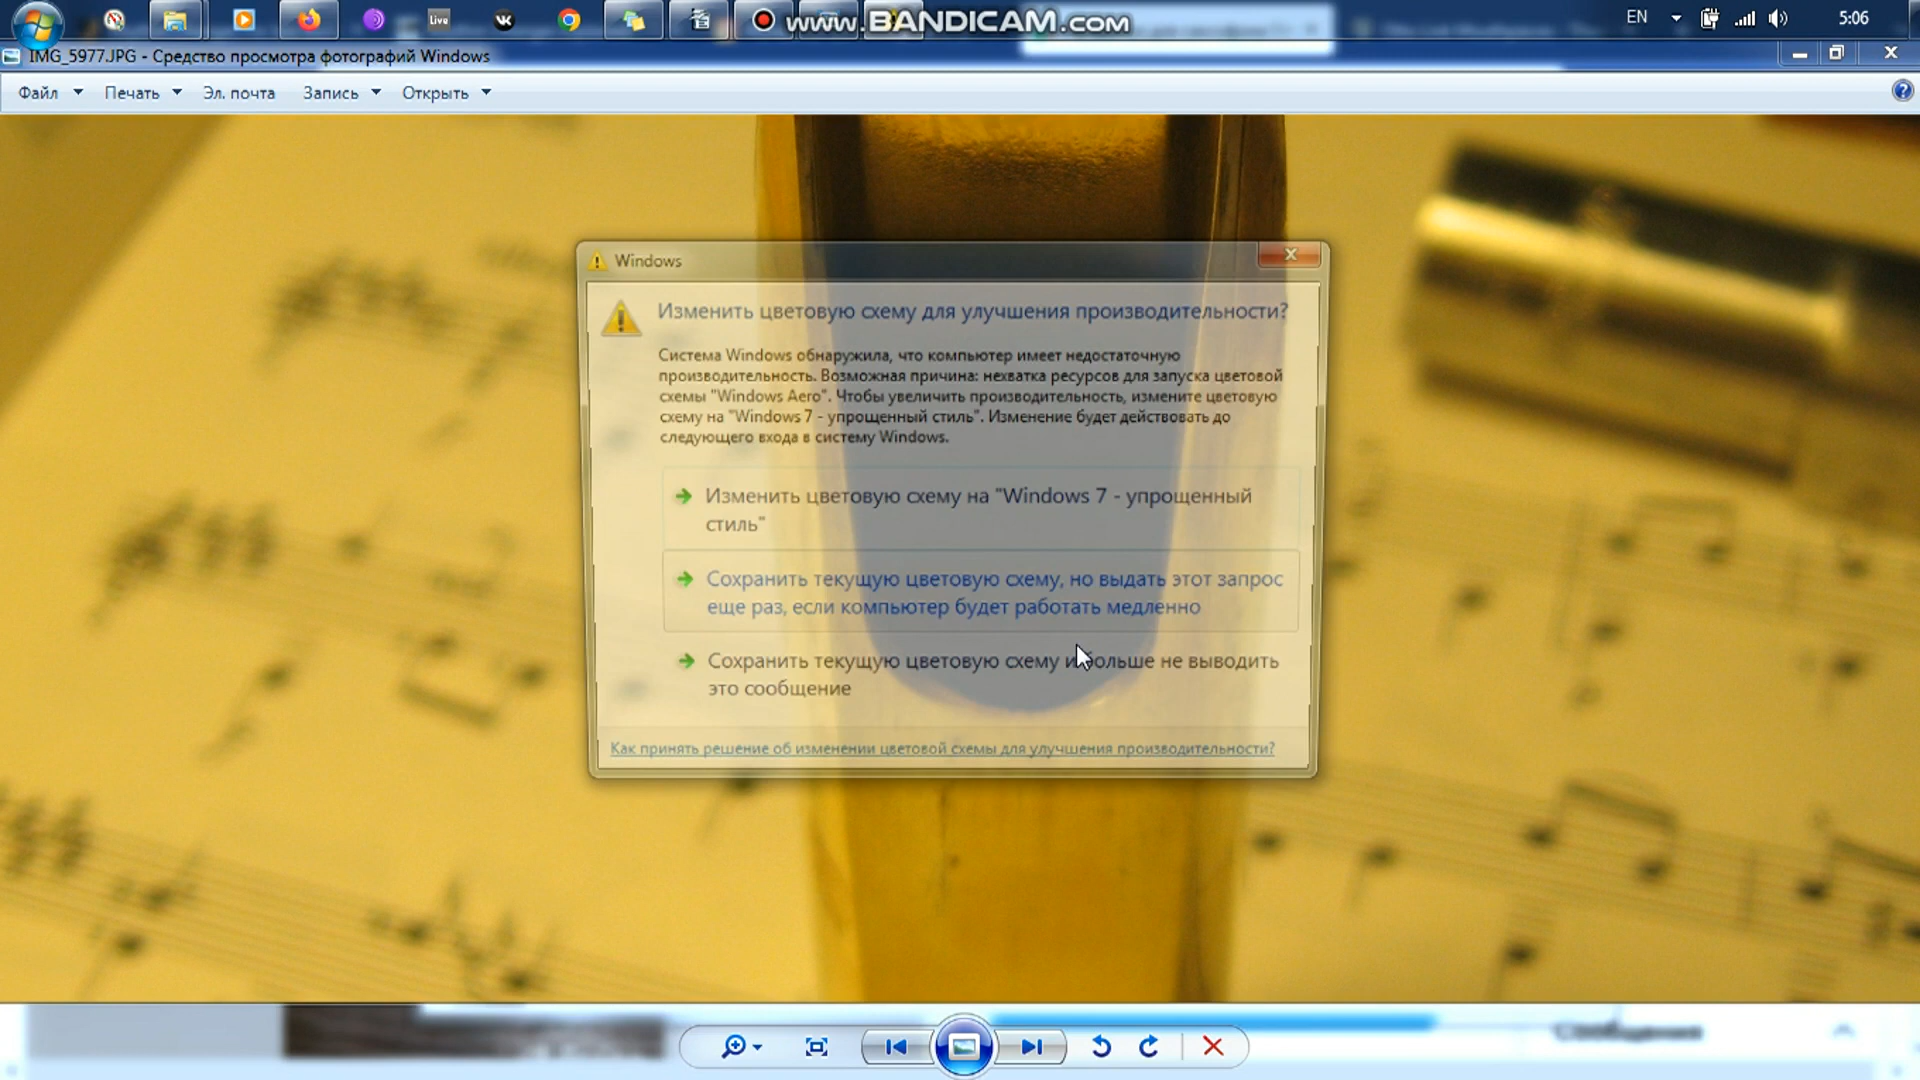 www.BANDICAM.com
EN
5:06
Live
IMG_5977.JPG - Средство просмотра фотографий Windows
Файл Печать Эл. почта Запись Открыть
Windows
Изменить цветовую схему для улучшения производительности?
Система Windows обнаружила, что компьютер имеет недостаточную
производительность. Возможная причина: нехватка ресурсов для запуска цветовой
схемы "Windows Aero". Чтобы увеличить производительность, измените цветовую
схему на "Windows 7 - упрощенный стиль". Изменение будет действовать до
следующего входа в систему Windows.
Изменить цветовую схему на "Windows 7 - упрощенный
стиль"
Сохранить текущую цветовую схему, но выдать этот запрос
еще раз, если компьютер будет работать медленно
Сохранить текущую цветовую схему и больше не выводить
это сообщение
Как принять решение об изменении цветовой схемы для улучшения производительности?
Сообщения